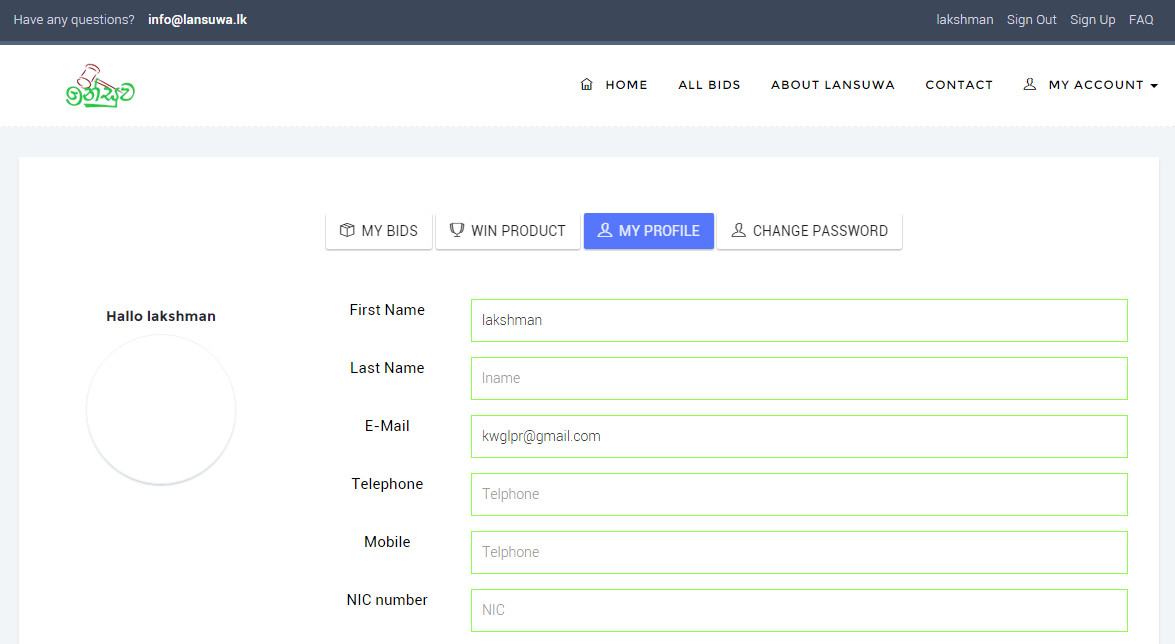 Have any questions? info@lansuwa.lk lakshman Sign Out Sign Up FAQ
ලන්සුව HOME ALL BIDS ABOUT LANSUWA CONTACT MY ACCOUNT
MY BIDS WIN PRODUCT MY PROFILE CHANGE PASSWORD
Hallo lakshman
First Name lakshman
Last Name lname
E-Mail kwglpr@gmail.com
Telephone Telphone
Mobile Telphone
NIC number NIC